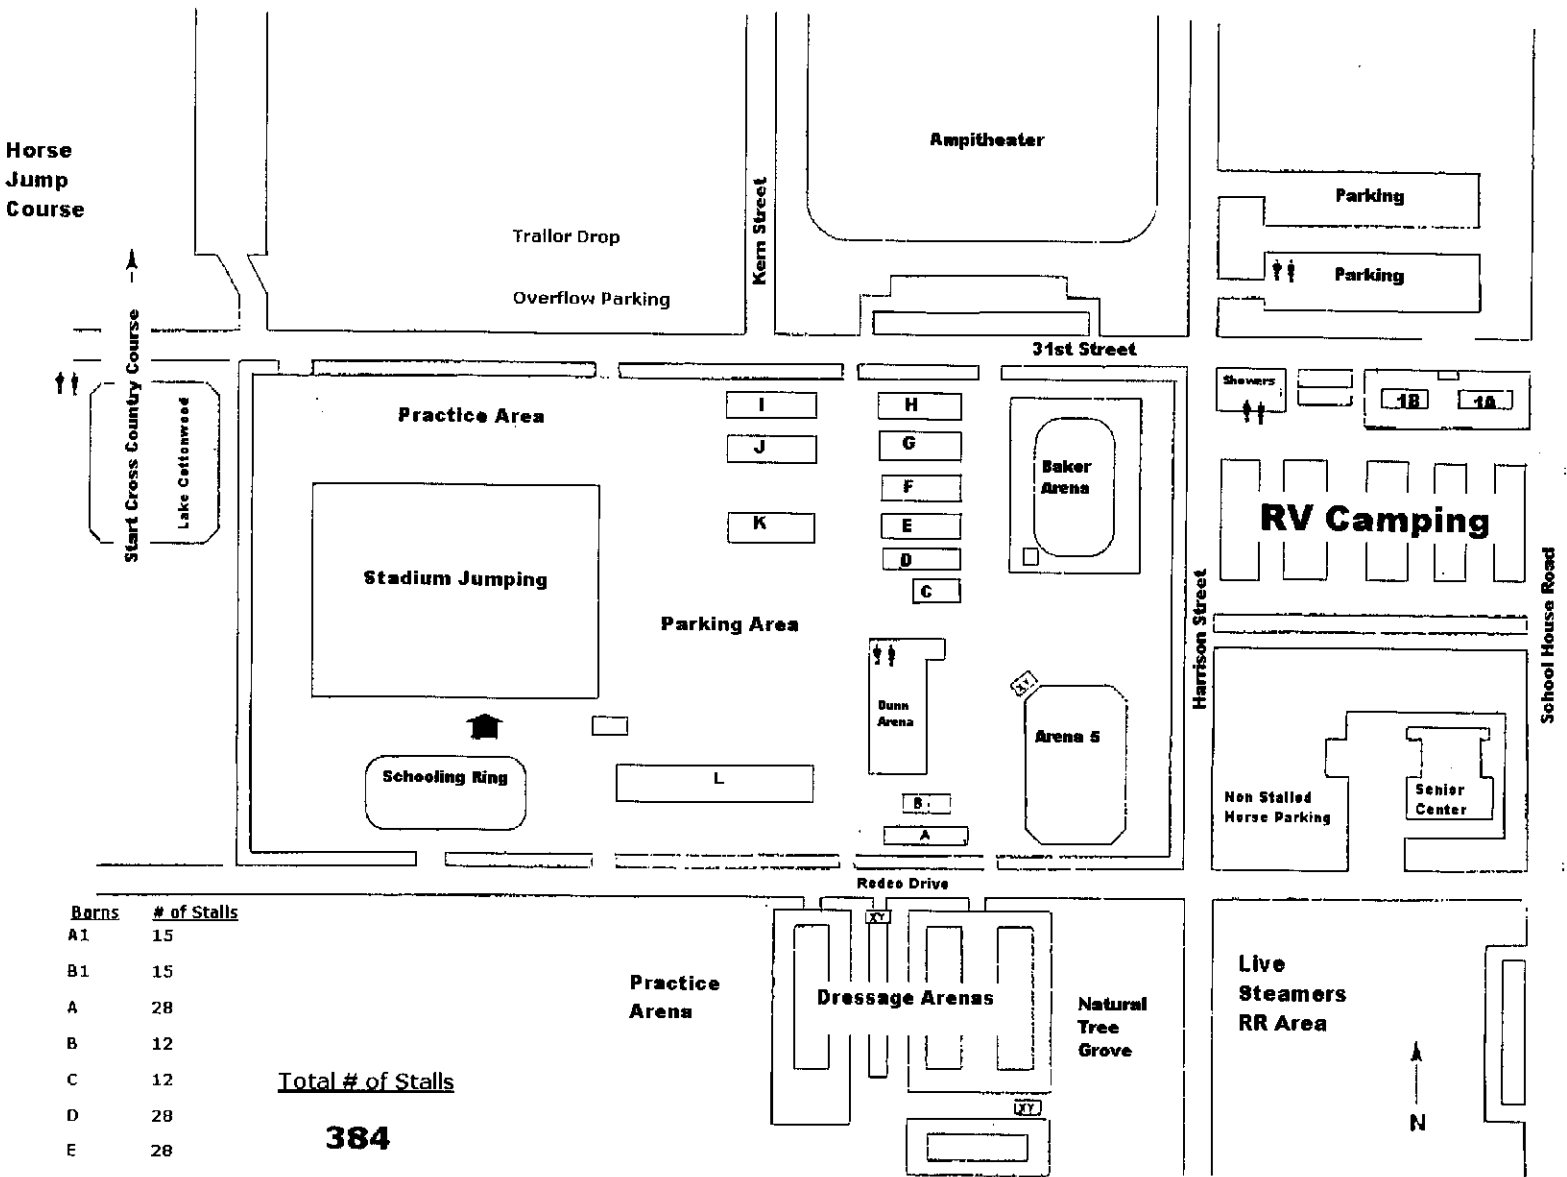 Horse
Jump
Course
Ampitheater
Kern Street
Parking
Trailor Drop
Parking
Overflow Parking
31st Street
Start Cross Country Course
Lake Cottonwood
Showers
1B
1A
Practice Area
I
H
J
G
Baker
Arena
F
K
E
RV Camping
D
Stadium Jumping
C
Parking Area
Harrison Street
School House Road
XY
Dunn
Arena
Arena 5
Schooling Ring
L
B
A
Non Stalled
Horse Parking
Senior
Center
Rodeo Drive
Barns # of Stalls
A1 15
B1 15
A 28
B 12
C 12
D 28
E 28
Total # of Stalls
384
XY
Practice
Arena
Dressage Arenas
Natural
Tree
Grove
Live
Steamers
RR Area
XY
N